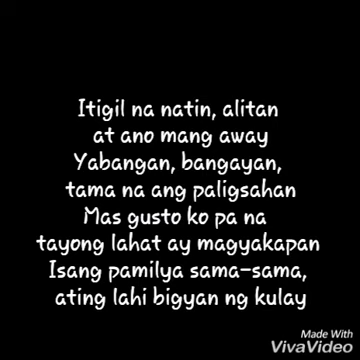 Itigil na natin, alitan
at ano mang away
Yabangan, bangayan,
tama na ang paligsahan
Mas gusto ko pa na
tayong lahat ay magyakapan
Isang pamilya sama-sama,
ating lahi bigyan ng kulay
Made With
VivaVideo